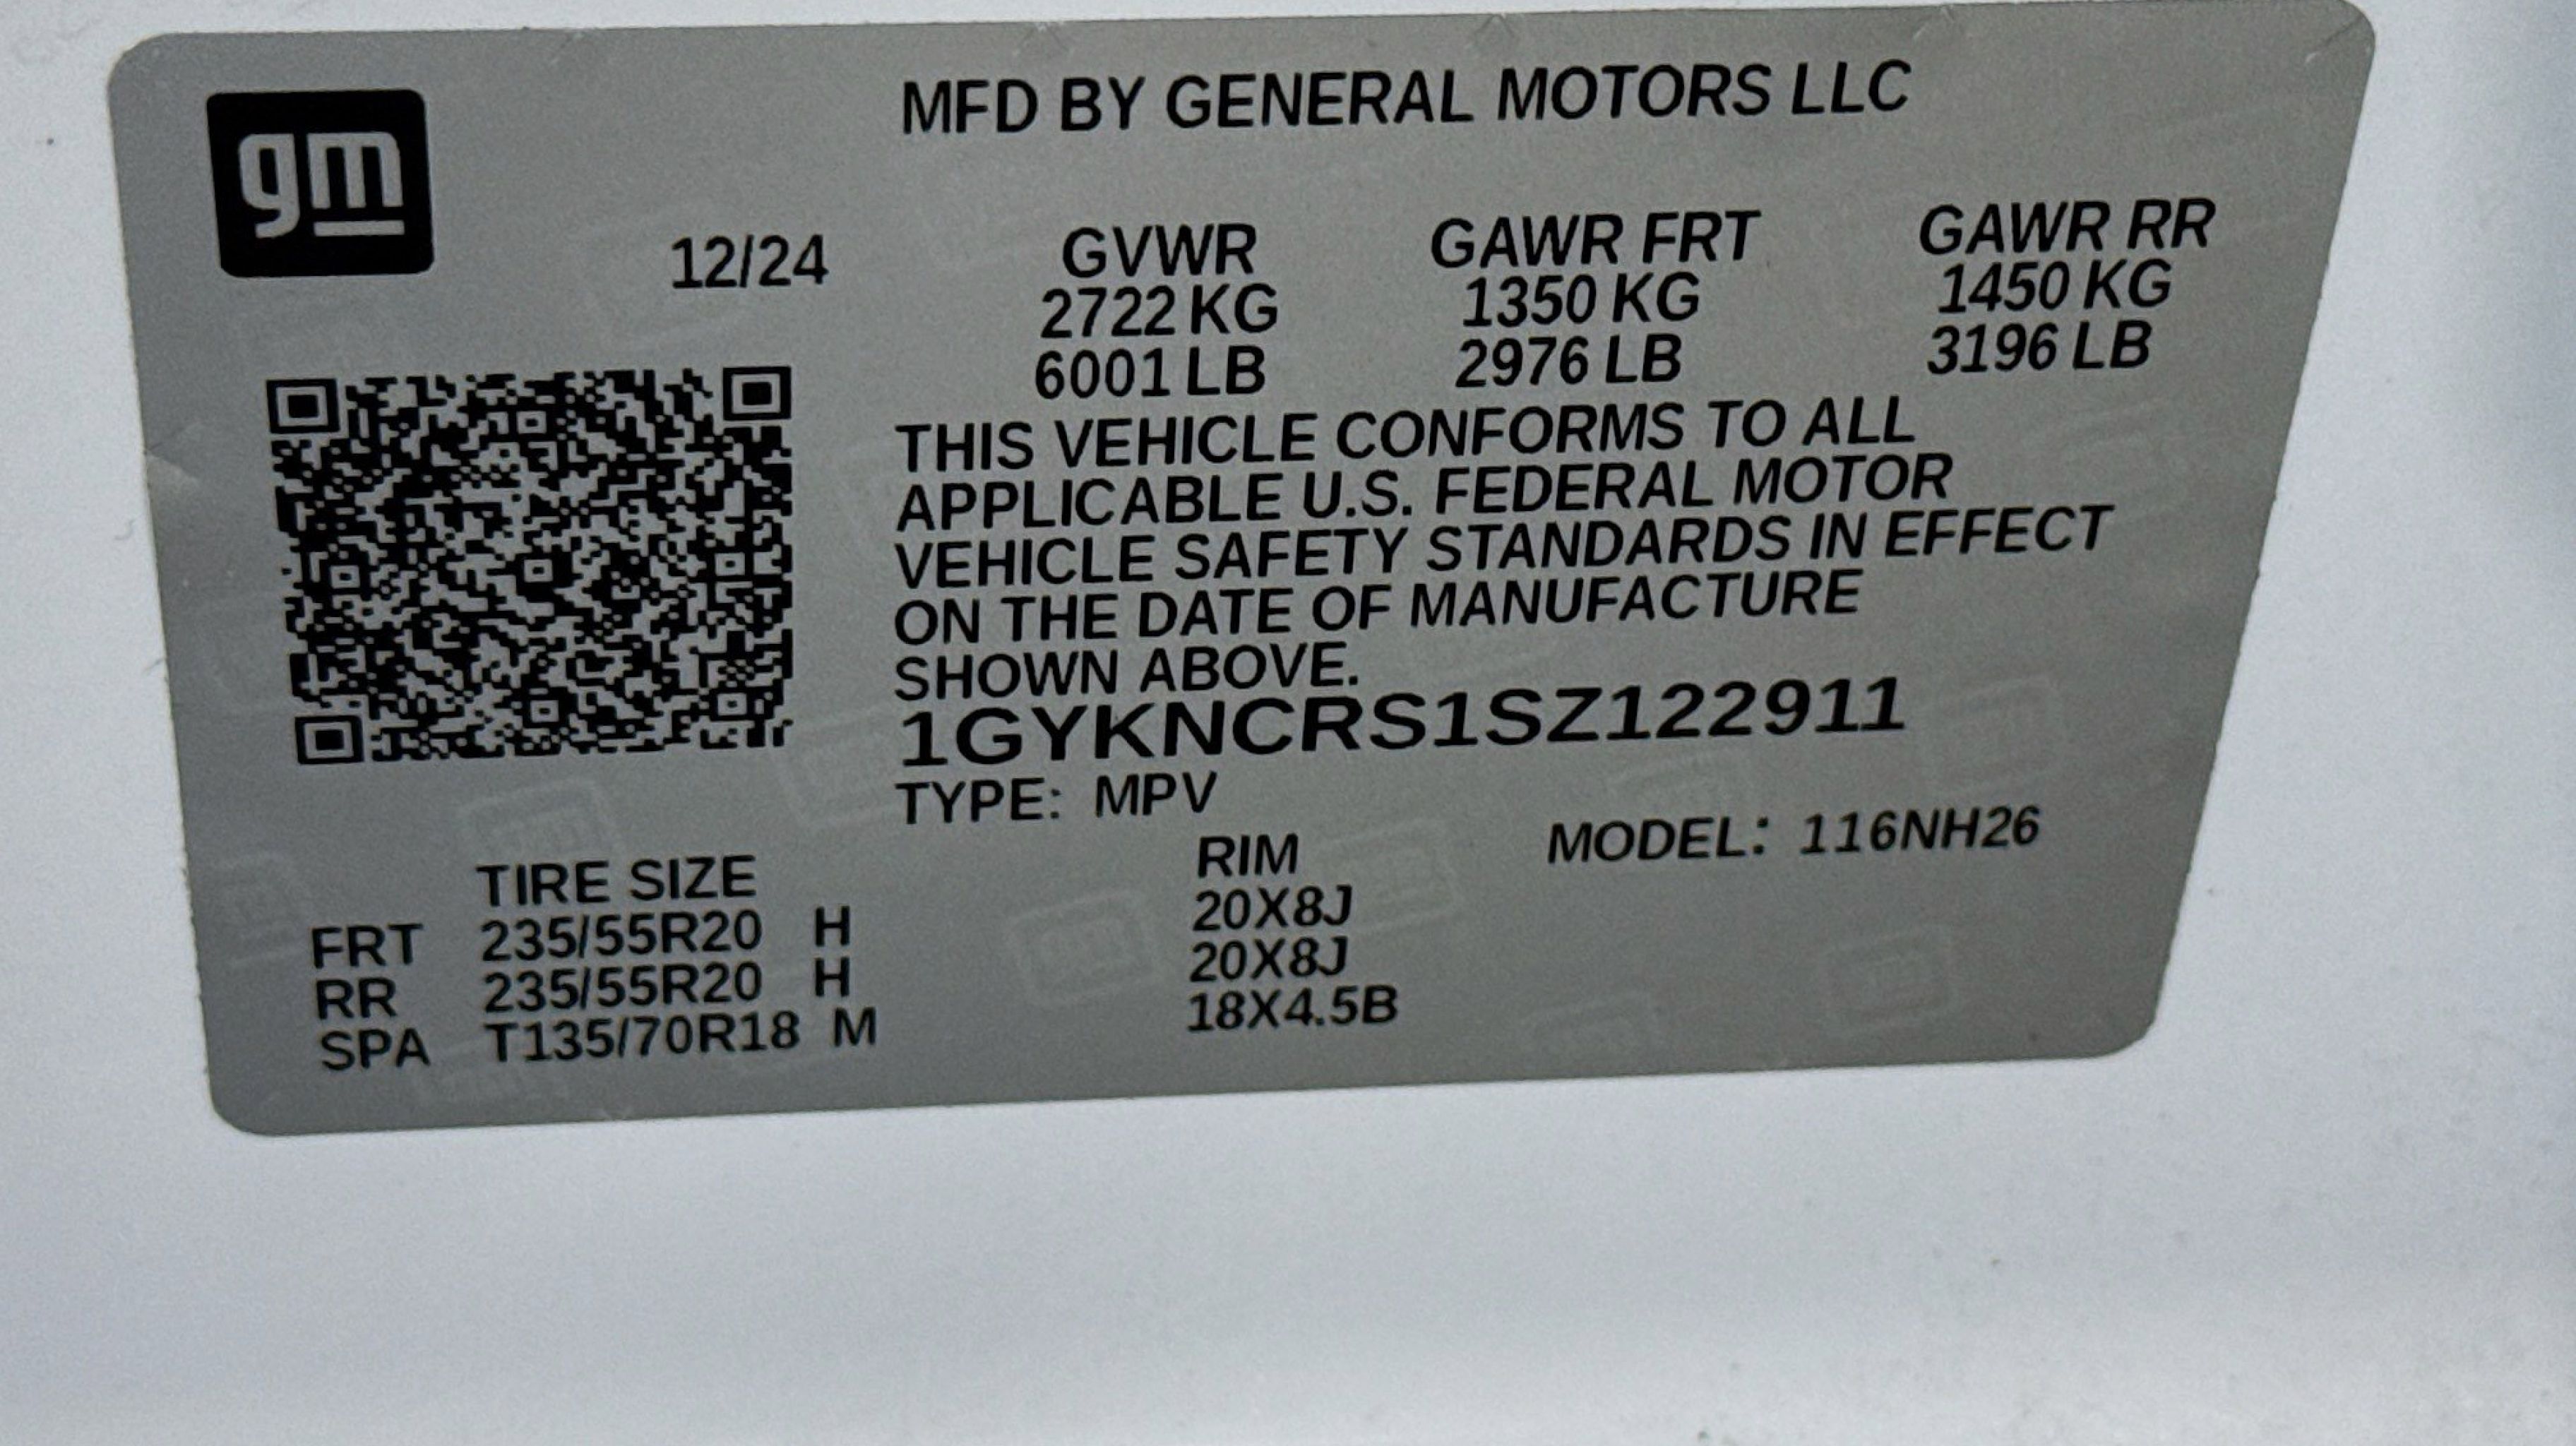 gm
MFD BY GENERAL MOTORS LLC
12/24 GVWR GAWR FRT GAWR RR
2722 KG 1350 KG 1450 KG
6001 LB 2976 LB 3196 LB
THIS VEHICLE CONFORMS TO ALL
APPLICABLE U.S. FEDERAL MOTOR
VEHICLE SAFETY STANDARDS IN EFFECT
ON THE DATE OF MANUFACTURE
SHOWN ABOVE.
1GYKNCRS1SZ122911
TYPE: MPV
MODEL: 116NH26
TIRE SIZE RIM
FRT 235/55R20 H 20X8J
RR 235/55R20 H 20X8J
SPA T135/70R18 M 18X4.5B